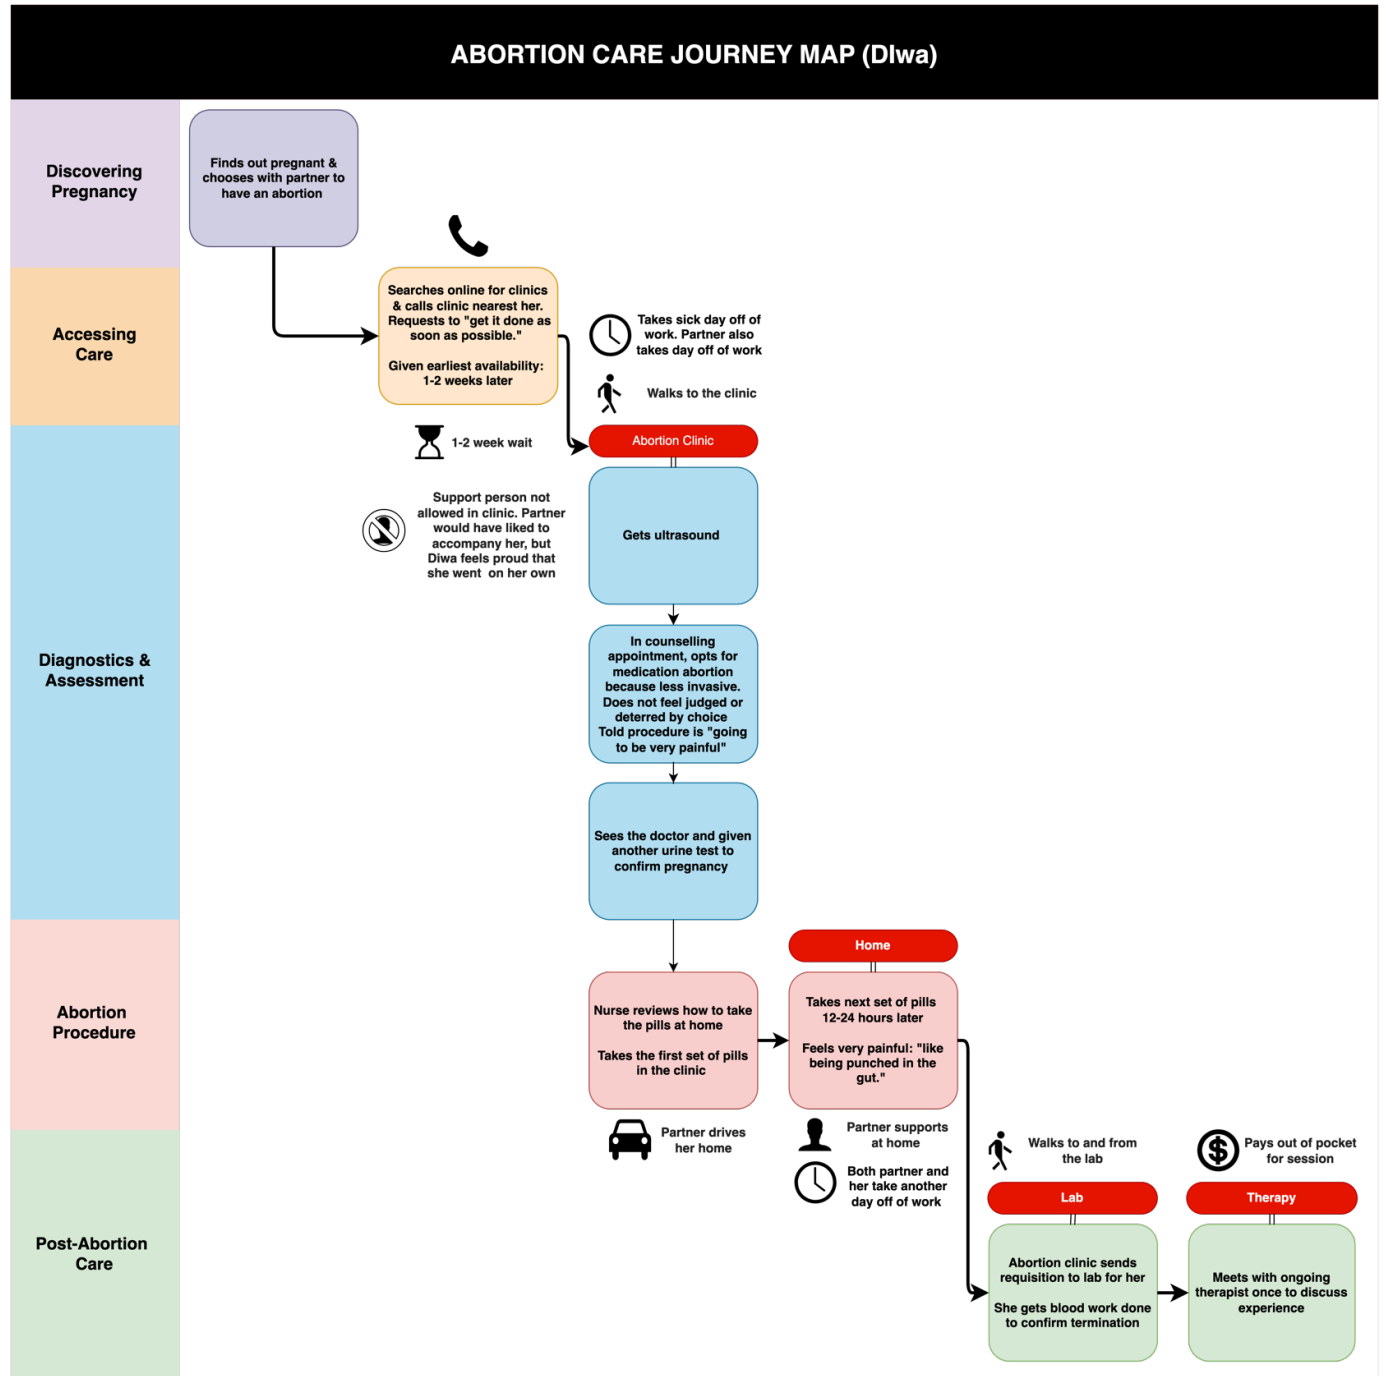 ABORTION CARE JOURNEY MAP (DIwa)
Discovering
Pregnancy
Finds out pregnant &
chooses with partner to
have an abortion
Accessing
Care
Searches online for clinics
& calls clinic nearest her.
Requests to "get it done as
soon as possible."
Given earliest availability:
1-2 weeks later
Takes sick day off of
work. Partner also
takes day off of work
Walks to the clinic
Diagnostics &
Assessment
1-2 week wait
Abortion Clinic
Support person not
allowed in clinic. Partner
would have liked to
accompany her, but
Diwa feels proud that
she went on her own
Gets ultrasound
In counselling
appointment, opts for
medication abortion
because less invasive.
Does not feel judged or
deterred by choice
Told procedure is "going
to be very painful"
Sees the doctor and given
another urine test to
confirm pregnancy
Abortion
Procedure
Nurse reviews how to take
the pills at home
Takes the first set of pills
in the clinic
Home
Takes next set of pills
12-24 hours later
Feels very painful: "like
being punched in the
gut."
Post-Abortion
Care
Partner drives
her home
Partner supports
at home
Both partner and
her take another
day off of work
Walks to and from
the lab
Lab
Abortion clinic sends
requisition to lab for her
She gets blood work done
to confirm termination
Pays out of pocket
for session
Therapy
Meets with ongoing
therapist once to discuss
experience